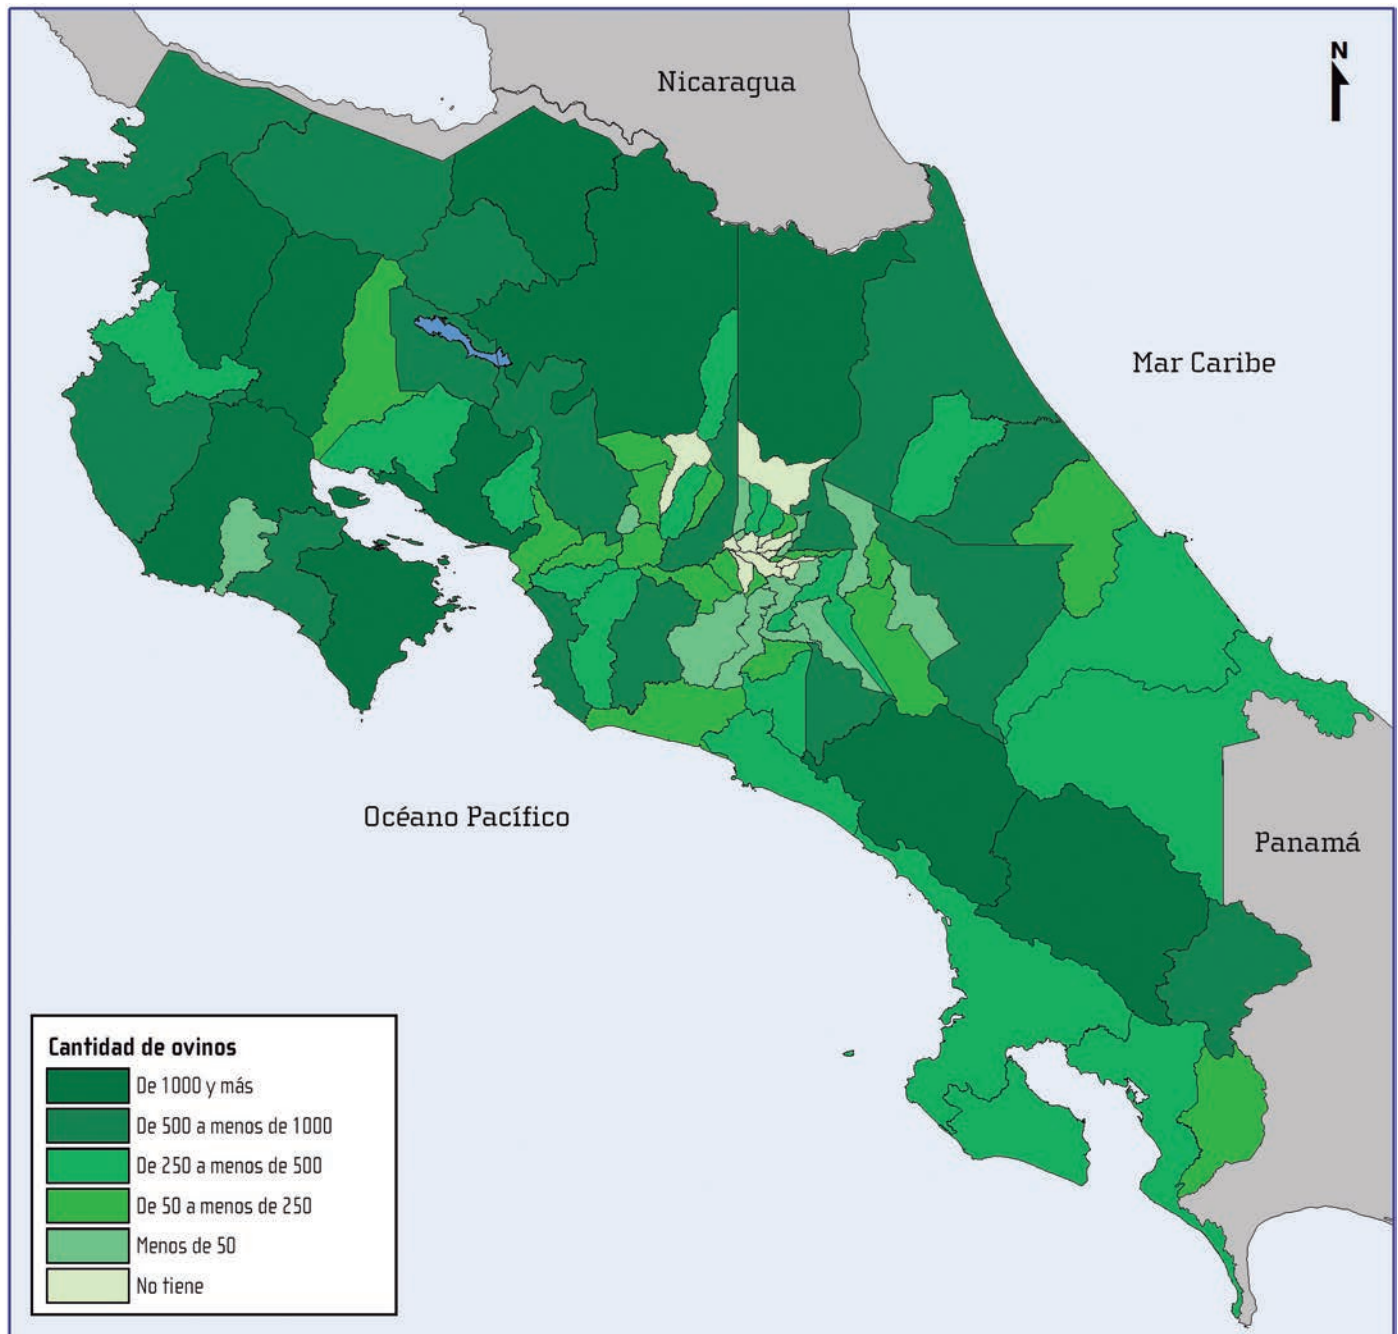 N
Nicaragua
Mar Caribe
Océano Pacífico
Panamá
Cantidad de ovinos
De 1000 y más
De 500 a menos de 1000
De 250 a menos de 500
De 50 a menos de 250
Menos de 50
No tiene